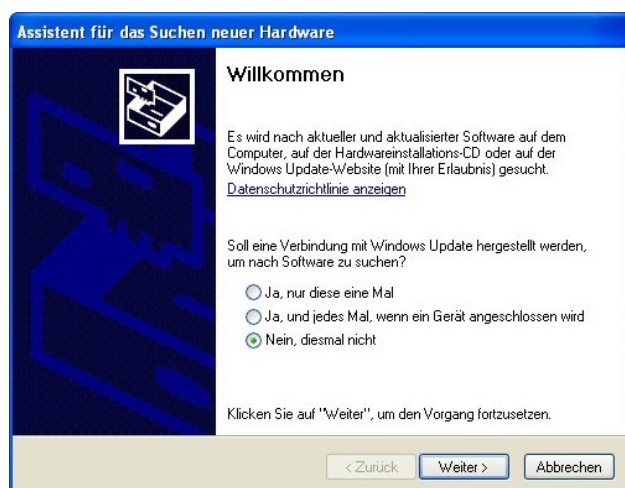 Assistent für das Suchen neuer Hardware
Willkommen
Es wird nach aktueller und aktualisierter Software auf dem
Computer, auf der Hardwareinstallations-CD oder auf der
Windows Update-Website (mit Ihrer Erlaubnis) gesucht.
Datenschutzrichtlinie anzeigen
Soll eine Verbindung mit Windows Update hergestellt werden,
um nach Software zu suchen?
Ja, nur diese eine Mal
Ja, und jedes Mal, wenn ein Gerät angeschlossen wird
Nein, diesmal nicht
Klicken Sie auf "Weiter", um den Vorgang fortzusetzen.
< Zurück Weiter > Abbrechen